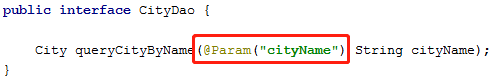 public interface CityDao {
City queryCityByName(@Param("cityName") String cityName);
}